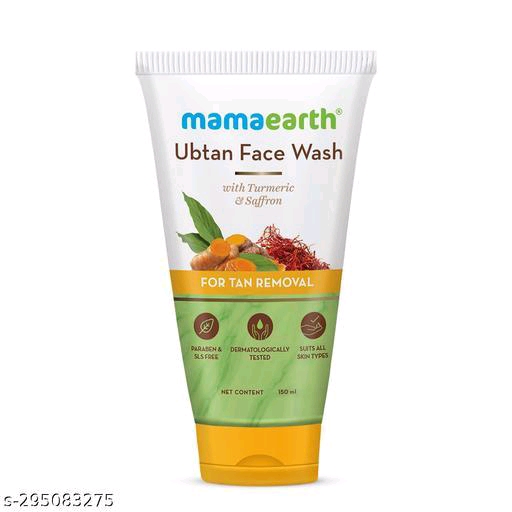 mamaearth®
Ubtan Face Wash
with Turmeric
& Saffron
FOR TAN REMOVAL
PARABEN &
SLS FREE
DERMATOLOGICALLY
TESTED
SUITS ALL
SKIN TYPES
NET CONTENT 150 ml
s-295083275